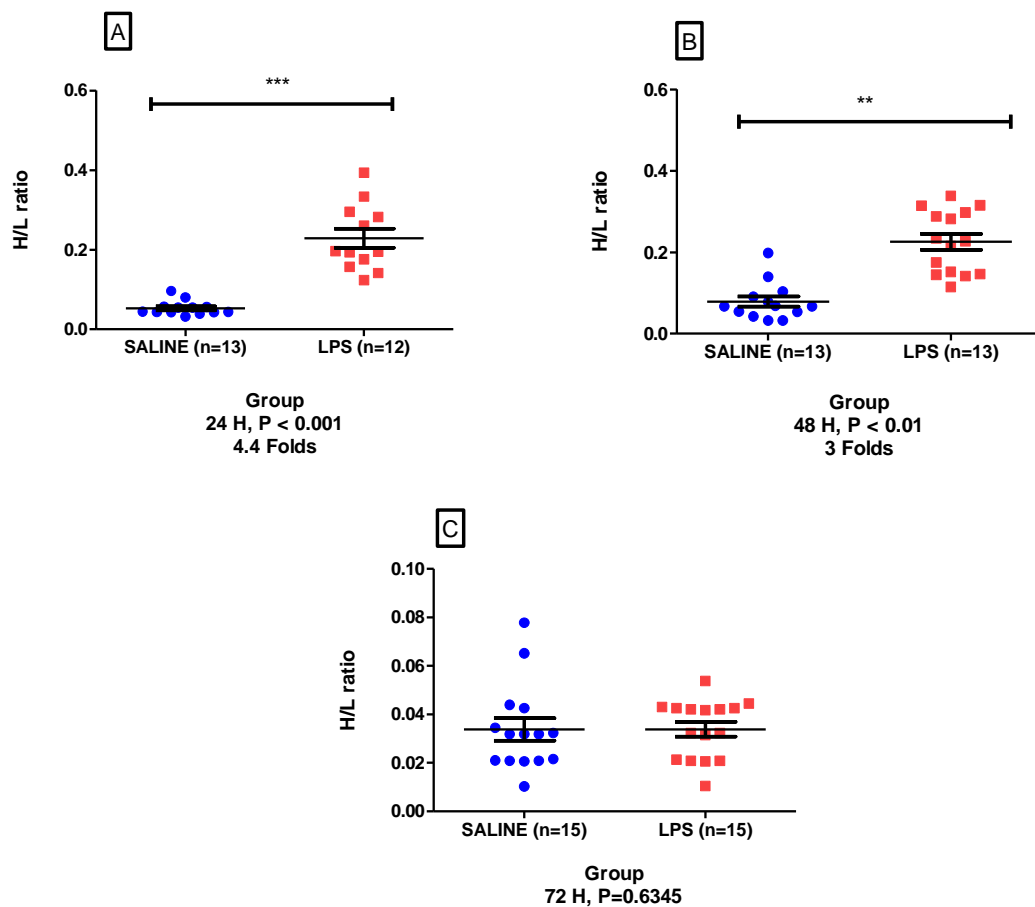 A
***
0.6
0.4
0.2
0.0
H/L ratio
SALINE (n=13)
LPS (n=12)
Group
24 H, P < 0.001
4.4 Folds
B
**
0.6
0.4
0.2
0.0
H/L ratio
SALINE (n=13)
LPS (n=13)
Group
48 H, P < 0.01
3 Folds
C
0.10
0.08
0.06
0.04
0.02
0.00
H/L ratio
SALINE (n=15)
LPS (n=15)
Group
72 H, P=0.6345